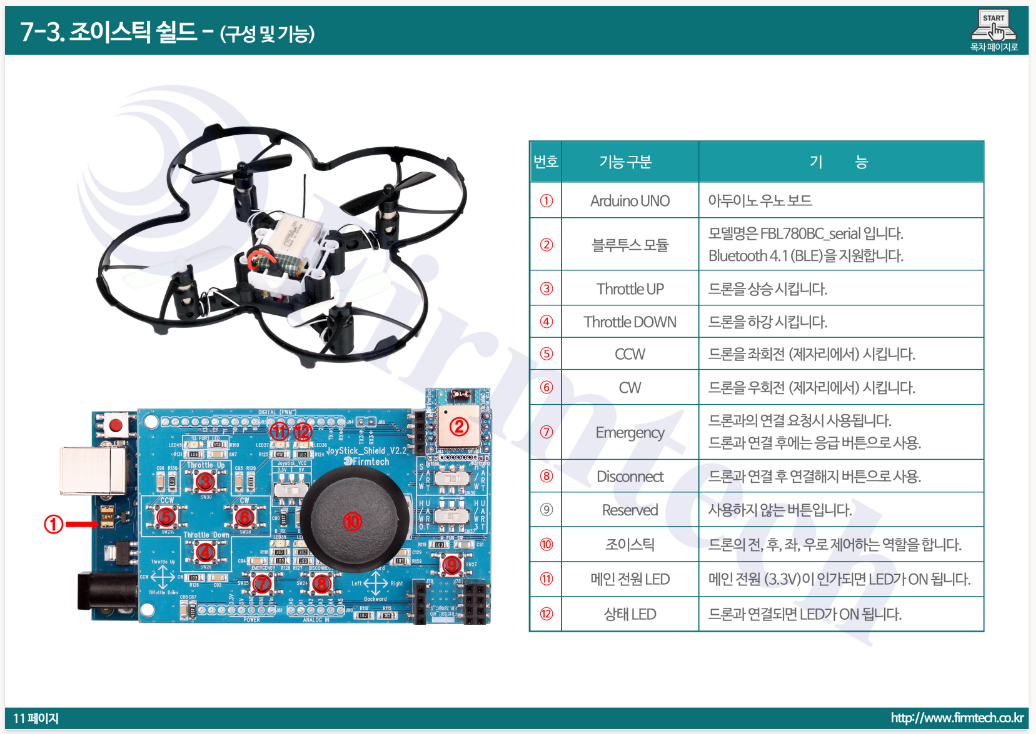 7-3. 조이스틱 쉴드 - (구성 및 기능)
START
목차 페이지로
Firmtech
번호 기능 구분 기 능
① Arduino UNO 아두이노 우노 보드
② 블루투스 모듈 모델명은 FBL780BC_serial 입니다.
Bluetooth 4.1 (BLE)을 지원합니다.
③ Throttle UP 드론을 상승 시킵니다.
④ Throttle DOWN 드론을 하강 시킵니다.
⑤ CCW 드론을 좌회전 (제자리에서) 시킵니다.
⑥ CW 드론을 우회전 (제자리에서) 시킵니다.
⑦ Emergency 드론과의 연결 요청시 사용됩니다.
드론과 연결 후에는 응급 버튼으로 사용.
⑧ Disconnect 드론과 연결 후 연결해지 버튼으로 사용.
⑨ Reserved 사용하지 않는 버튼입니다.
⑩ 조이스틱 드론의 전, 후, 좌, 우로 제어하는 역할을 합니다.
⑪ 메인 전원 LED 메인 전원 (3.3V)이 인가되면 LED가 ON 됩니다.
⑫ 상태 LED 드론과 연결되면 LED가 ON 됩니다.
DIGITAL (PWM~)
⑪ ⑫ ②
JoyStick_Shield_V2.2
Firmtech
Throttle Up
③
CCW CW
⑤ ⑥ ⑩
①
Throttle Down
④
Throttle Up
CCW CW
Throttle Down
⑦ ⑧ ⑨
EMERGENCY
Left Right
Backward
POWER ANALOG IN
11 페이지
http://www.firmtech.co.kr